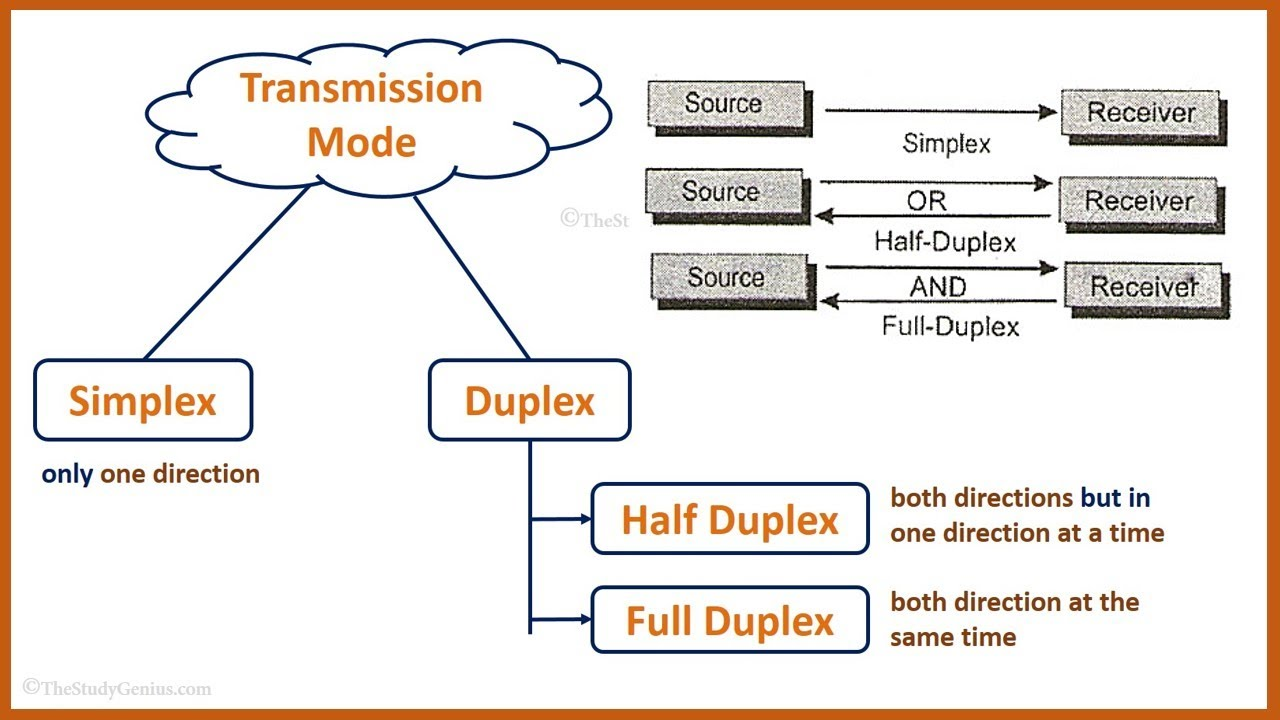 Transmission
Mode
Source
Receiver
Simplex
Source
OR
Receiver
Half-Duplex
Source
AND
Receiver
Full-Duplex
©TheSt
Simplex
only one direction
Duplex
Half Duplex
both directions but in
one direction at a time
Full Duplex
both direction at the
same time
©TheStudyGenius.com